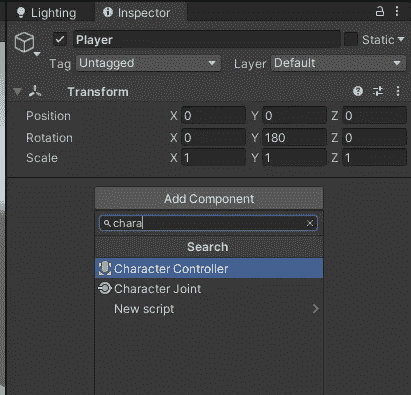 Lighting Inspector
Player Static
Tag Untagged Layer Default
Transform
Position X 0 Y 0 Z 0
Rotation X 0 Y 180 Z 0
Scale X 1 Y 1 Z 1
Add Component
chara
Search
Character Controller
Character Joint
New script